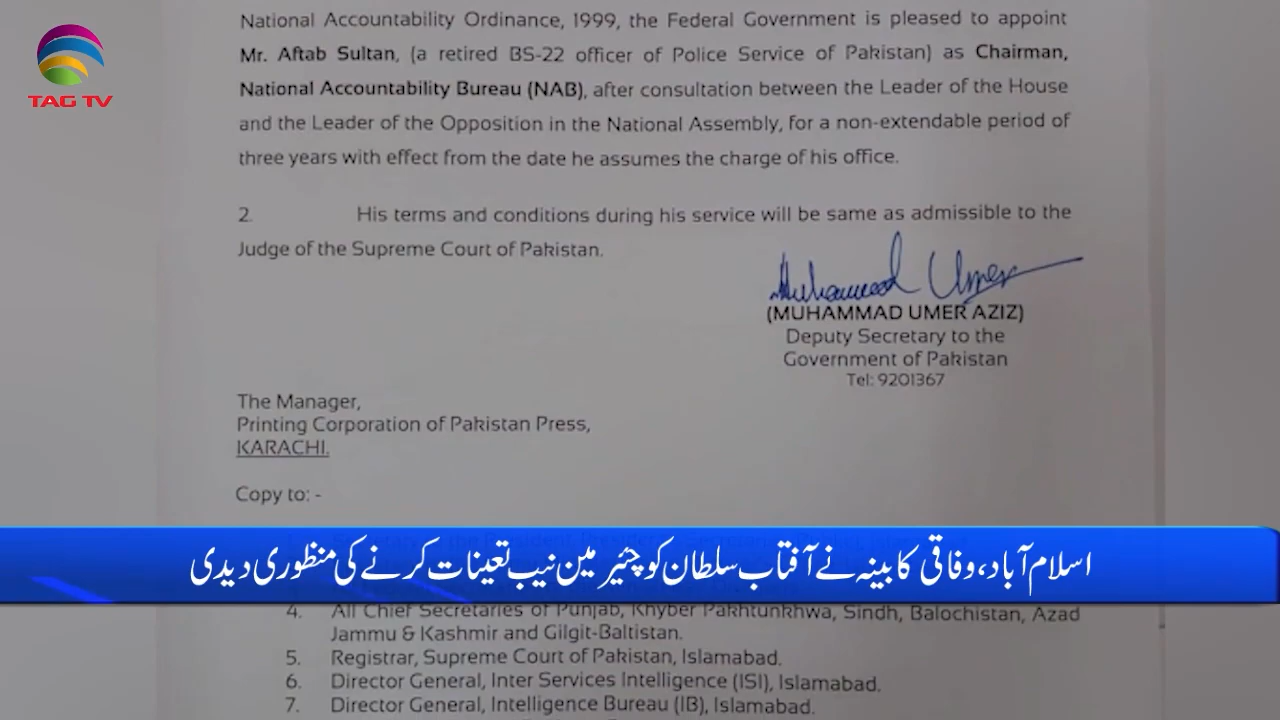 TAG TV
National Accountability Ordinance, 1999, the Federal Government is pleased to appoint
Mr. Aftab Sultan, (a retired BS-22 officer of Police Service of Pakistan) as Chairman,
National Accountability Bureau (NAB), after consultation between the Leader of the House
and the Leader of the Opposition in the National Assembly, for a non-extendable period of
three years with effect from the date he assumes the charge of his office.
2. His terms and conditions during his service will be same as admissible to the
Judge of the Supreme Court of Pakistan.
Muhammad Umer
(MUHAMMAD UMER AZIZ)
Deputy Secretary to the
Government of Pakistan
Tel: 9201367
The Manager,
Printing Corporation of Pakistan Press,
KARACHI.
Copy to: -
اسلام آباد، وفاقی کابینہ نے آفتاب سلطان کو چئیرمین نیب تعینات کرنے کی منظوری دیدی
4. All Chief Secretaries of Punjab, Khyber Pakhtunkhwa, Sindh, Balochistan, Azad
Jammu & Kashmir and Gilgit-Baltistan.
5. Registrar, Supreme Court of Pakistan, Islamabad.
6. Director General, Inter Services Intelligence (ISI), Islamabad.
7. Director General, Intelligence Bureau (IB), Islamabad.